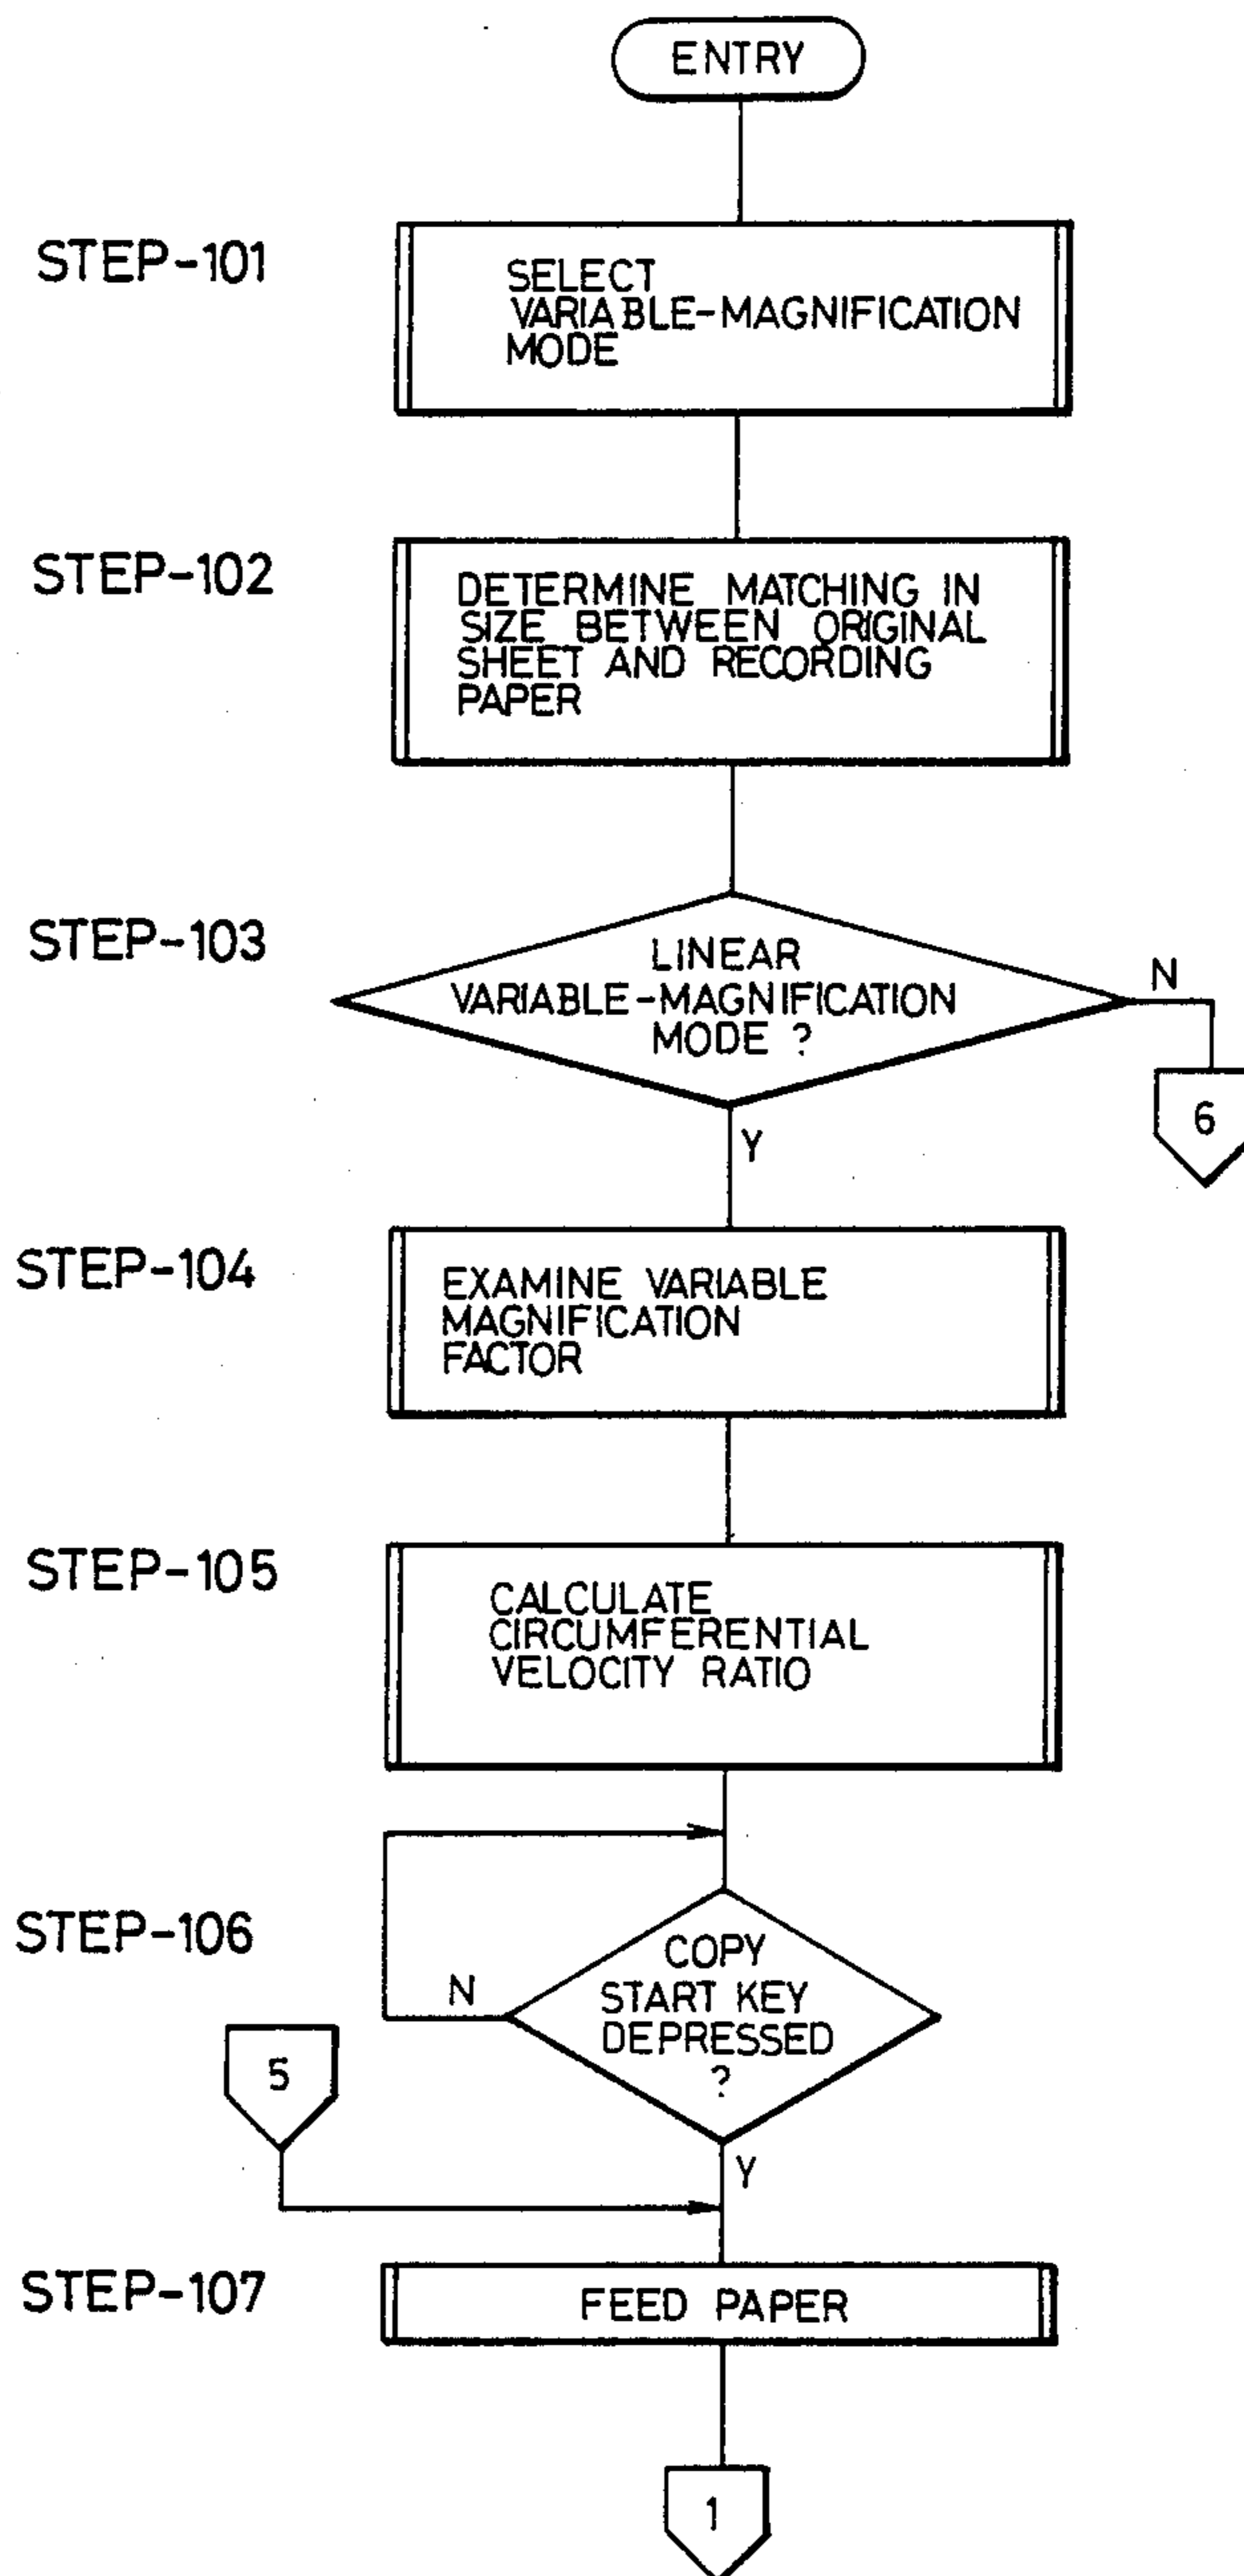 ENTRY
STEP-101
SELECT
VARIABLE-MAGNIFICATION
MODE
STEP-102
DETERMINE MATCHING IN
SIZE BETWEEN ORIGINAL
SHEET AND RECORDING
PAPER
STEP-103
LINEAR
VARIABLE-MAGNIFICATION
MODE ?
N
6
Y
STEP-104
EXAMINE VARIABLE
MAGNIFICATION
FACTOR
STEP-105
CALCULATE
CIRCUMFERENTIAL
VELOCITY RATIO
STEP-106
COPY
START KEY
DEPRESSED
?
N
5
Y
STEP-107
FEED PAPER
1